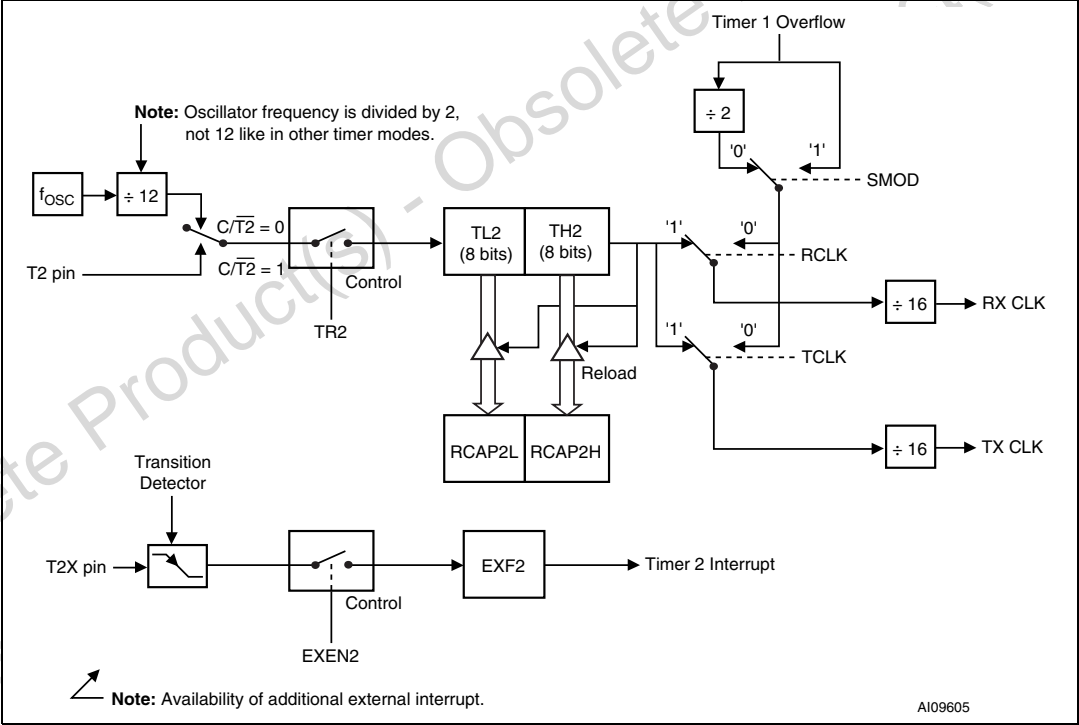 Timer 1 Overflow
÷ 2
'0'
'1'
SMOD
Note: Oscillator frequency is divided by 2,
not 12 like in other timer modes.
fOSC
÷ 12
C/T2 = 0
C/T2 = 1
T2 pin
Control
TR2
TL2
(8 bits)
TH2
(8 bits)
'1'
'0'
RCLK
÷ 16
RX CLK
'1'
'0'
TCLK
Reload
RCAP2L
RCAP2H
÷ 16
TX CLK
Transition
Detector
T2X pin
Control
EXEN2
EXF2
Timer 2 Interrupt
Note: Availability of additional external interrupt.
AI09605
ete Product(s) - Obsolete